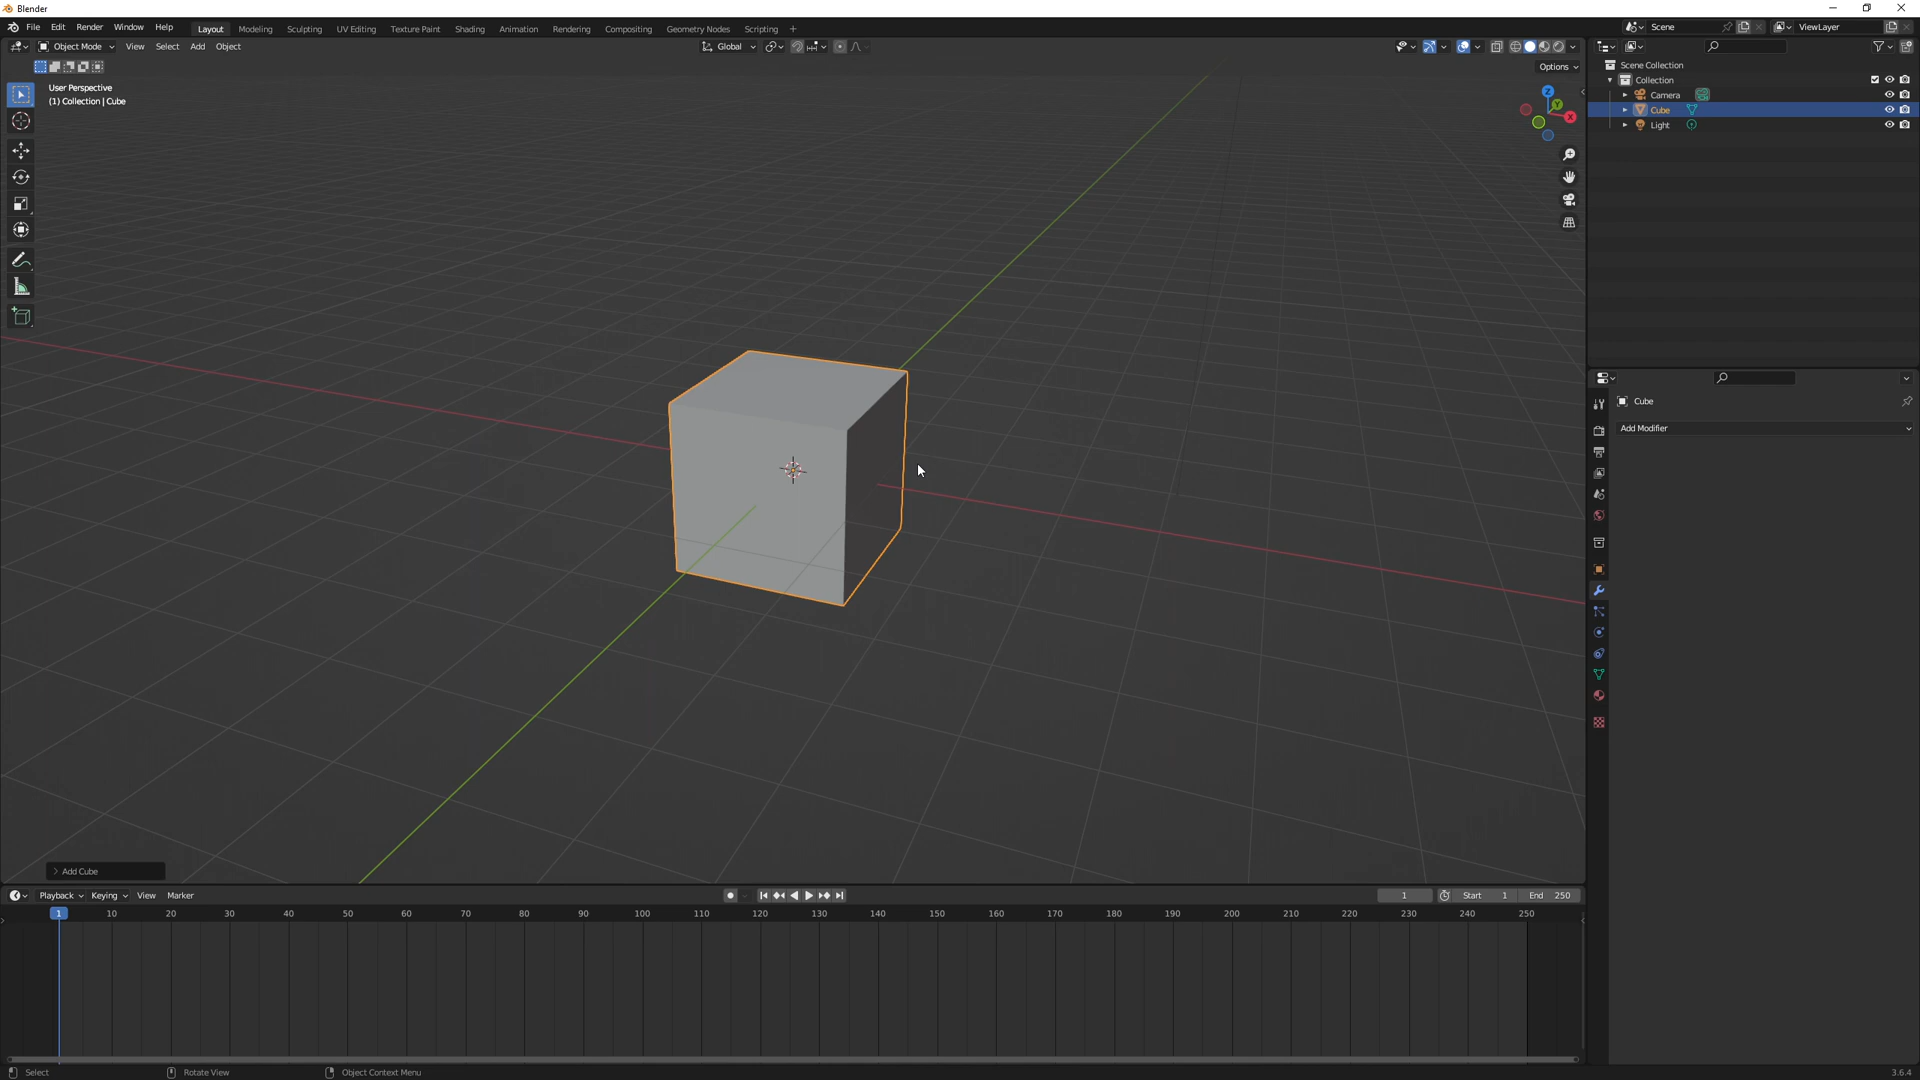 Blender
File Edit Render Window Help Layout Modeling Sculpting UV Editing Texture Paint Shading Animation Rendering Compositing Geometry Nodes Scripting + Scene ViewLayer
Object Mode View Select Add Object Global
Options
User Perspective
(1) Collection | Cube
Z
Y
X
Scene Collection
Collection
Camera
Cube
Light
Cube
Add Modifier
Add Cube
Playback Keying View Marker 1 Start 1 End 250
1 10 20 30 40 50 60 70 80 90 100 110 120 130 140 150 160 170 180 190 200 210 220 230 240 250
Select Rotate View Object Context Menu 3.6.4